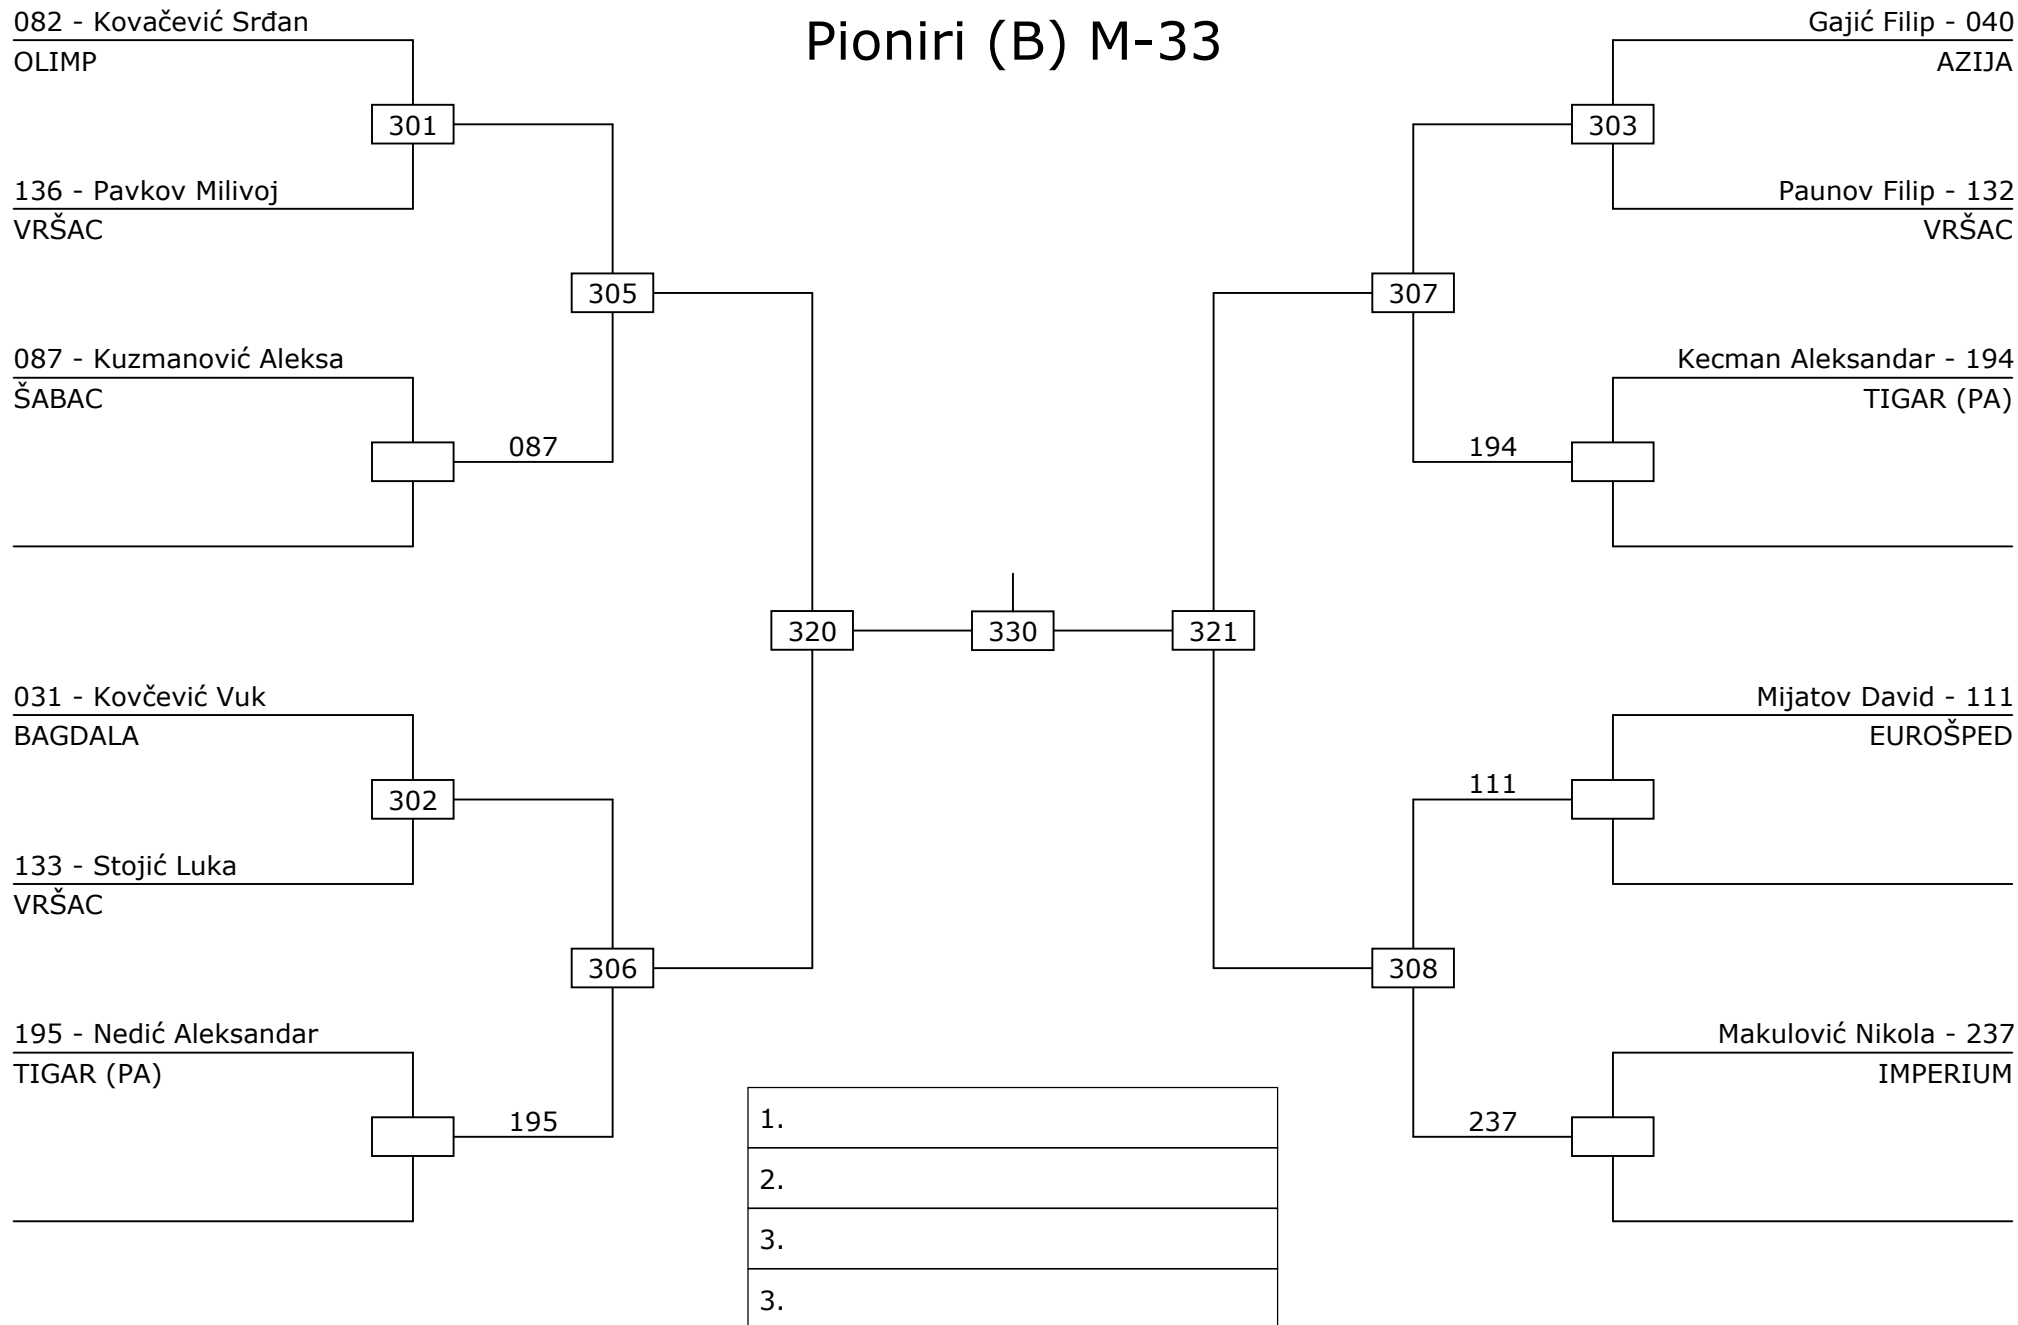 Pioniri (B) M-33
082 - Kovačević Srđan
OLIMP
301
136 - Pavkov Milivoj
VRŠAC
305
087 - Kuzmanović Aleksa
ŠABAC
087
320
031 - Kovčević Vuk
BAGDALA
302
133 - Stojić Luka
VRŠAC
306
195 - Nedić Aleksandar
TIGAR (PA)
195
330
Gajić Filip - 040
AZIJA
303
Paunov Filip - 132
VRŠAC
307
Kecman Aleksandar - 194
TIGAR (PA)
194
321
Mijatov David - 111
EUROŠPED
111
308
Makulović Nikola - 237
IMPERIUM
237
1.
2.
3.
3.